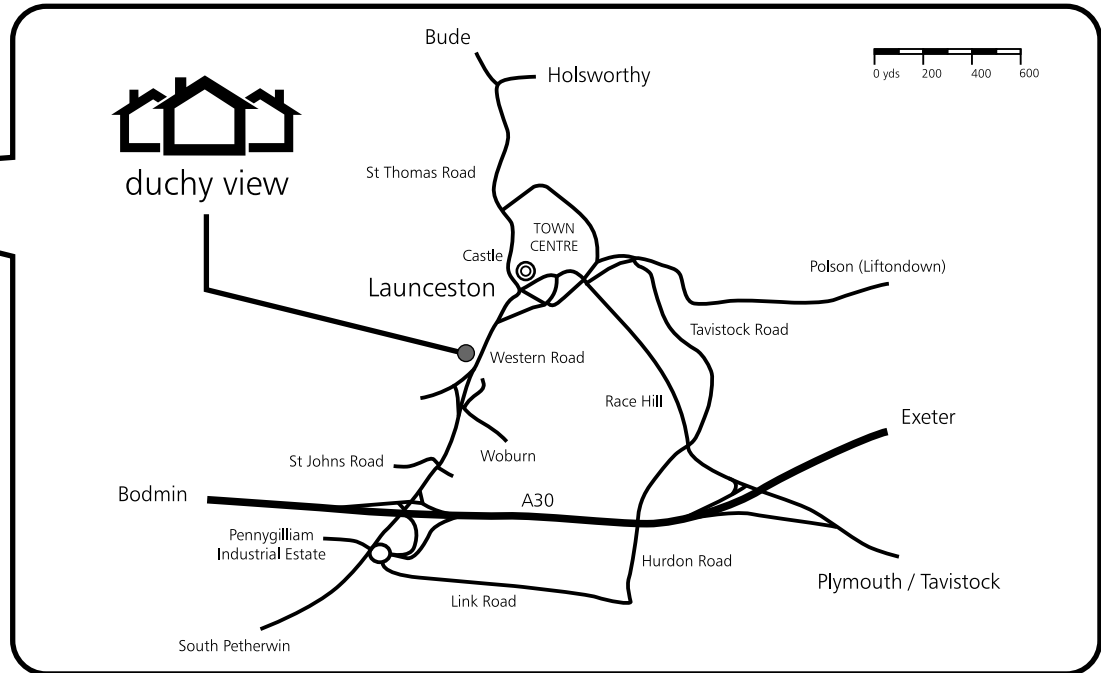 Bude
Holsworthy
0 yds 200 400 600
St Thomas Road
duchy view
TOWN
CENTRE
Castle
Launceston
Polson (Liftondown)
Tavistock Road
Western Road
Race Hill
Exeter
Woburn
St Johns Road
Bodmin
A30
Pennygilliam
Industrial Estate
Hurdon Road
Plymouth / Tavistock
Link Road
South Petherwin